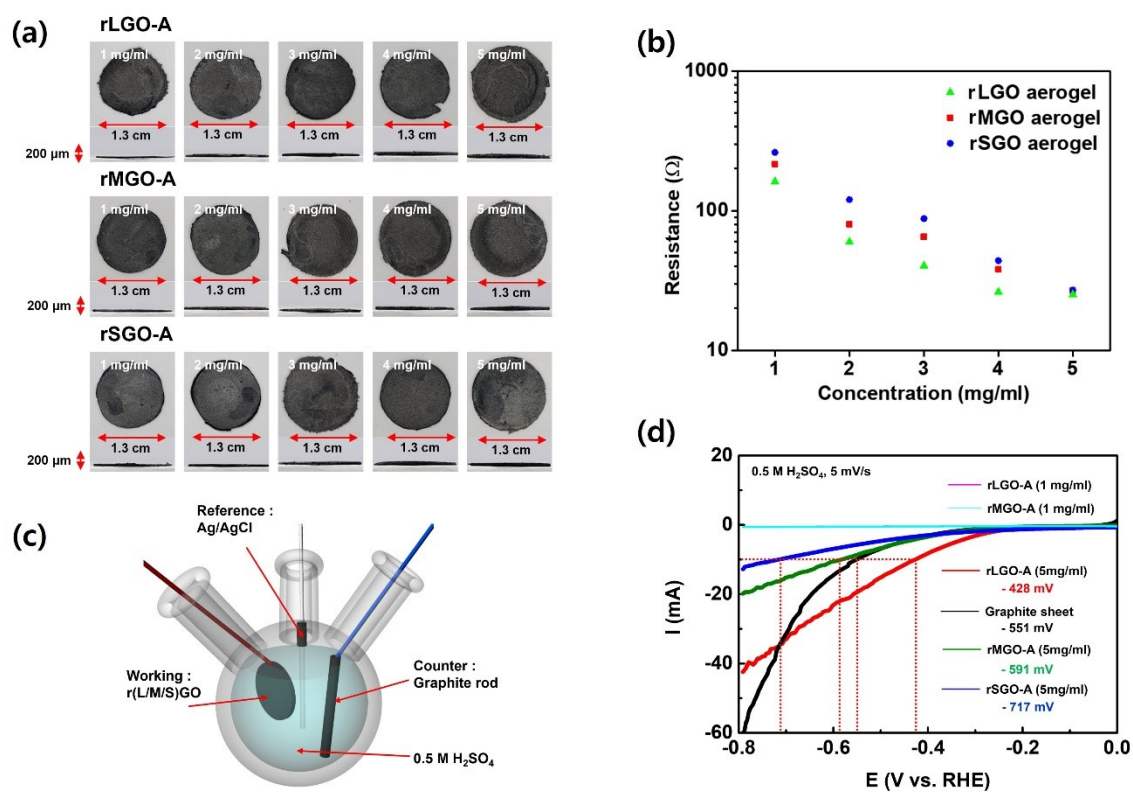 (a)
rLGO-A
1 mg/ml 2 mg/ml 3 mg/ml 4 mg/ml 5 mg/ml
1.3 cm 1.3 cm 1.3 cm 1.3 cm 1.3 cm
200 µm
rMGO-A
1 mg/ml 2 mg/ml 3 mg/ml 4 mg/ml 5 mg/ml
1.3 cm 1.3 cm 1.3 cm 1.3 cm 1.3 cm
200 µm
rSGO-A
1 mg/ml 2 mg/ml 3 mg/ml 4 mg/ml 5 mg/ml
1.3 cm 1.3 cm 1.3 cm 1.3 cm 1.3 cm
200 µm
(b)
1000
100
10
Resistance (Ω)
rLGO aerogel
rMGO aerogel
rSGO aerogel
1 2 3 4 5
Concentration (mg/ml)
(c)
Reference :
Ag/AgCl
Working :
r(L/M/S)GO
Counter :
Graphite rod
0.5 M H₂SO₄
(d)
20
0
-20
-40
-60
I (mA)
0.5 M H₂SO₄, 5 mV/s
rLGO-A (1 mg/ml)
rMGO-A (1 mg/ml)
rLGO-A (5mg/ml)
- 428 mV
Graphite sheet
- 551 mV
rMGO-A (5mg/ml)
- 591 mV
rSGO-A (5mg/ml)
- 717 mV
-0.8 -0.6 -0.4 -0.2 0.0
E (V vs. RHE)